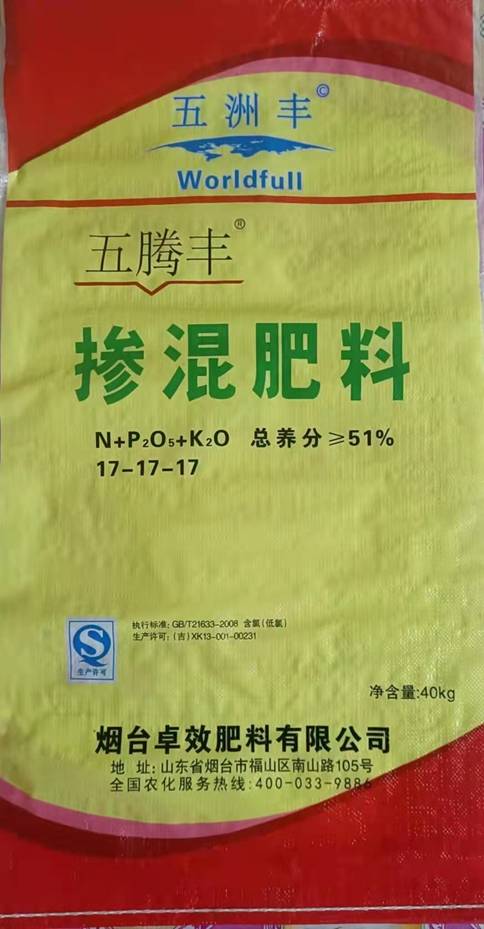 五洲丰©
Worldfull
五腾丰®
掺混肥料
N+P₂O₅+K₂O 总养分≥51%
17-17-17
执行标准: GB/T21633-2008 含氯(低氯)
生产许可: (吉)XK13-001-00231
生产许可
净含量:40kg
烟台卓效肥料有限公司
地 址: 山东省烟台市福山区南山路105号
全国农化服务热线: 400-033-9886